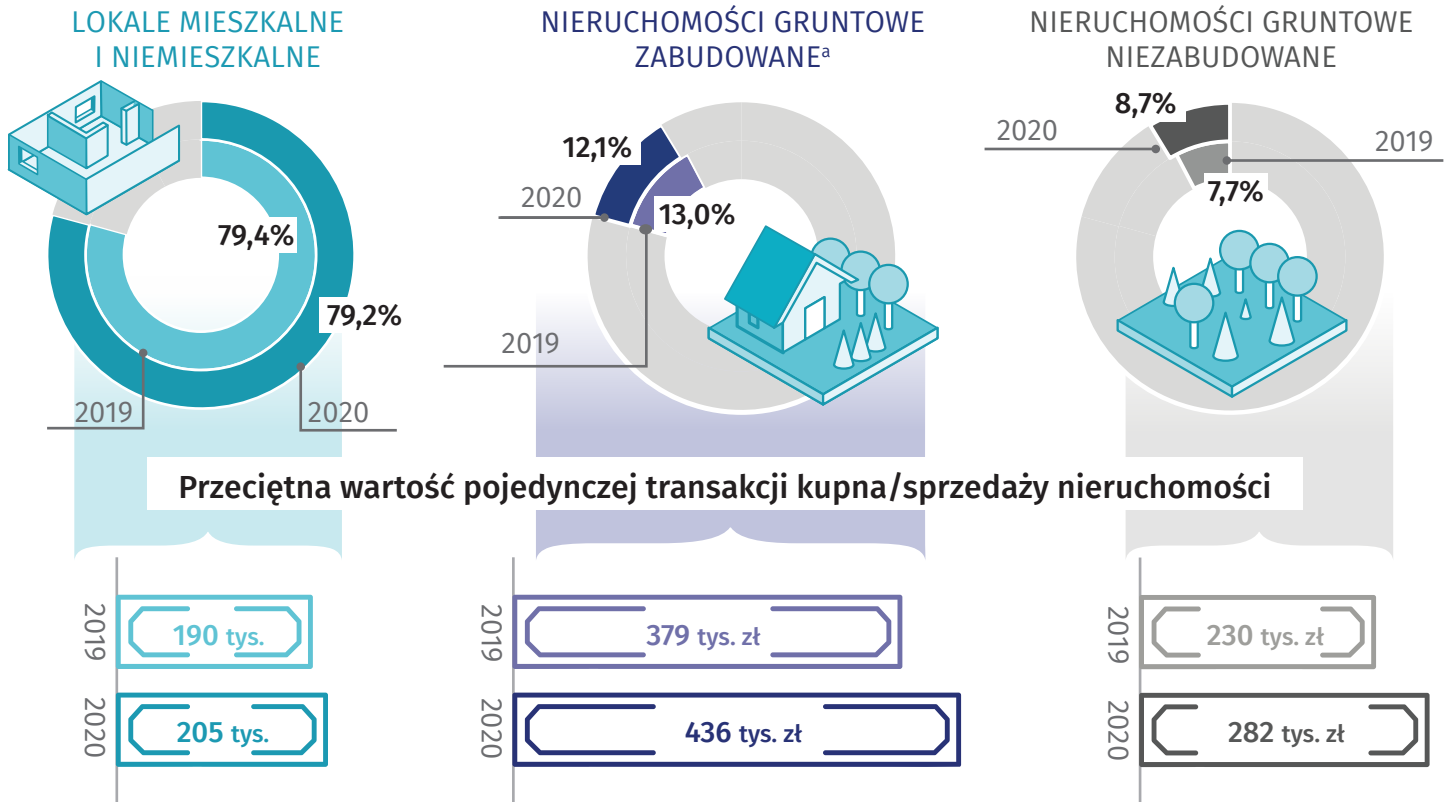 LOKALE MIESZKALNE
I NIEMIESZKALNE
79,4%
79,2%
2019
2020
NIERUCHOMOŚCI GRUNTOWE
ZABUDOWANEᵃ
12,1%
2020
13,0%
2019
NIERUCHOMOŚCI GRUNTOWE
NIEZABUDOWANE
8,7%
2020
2019
7,7%
Przeciętna wartość pojedynczej transakcji kupna/sprzedaży nieruchomości
2019
190 tys.
2020
205 tys.
2019
379 tys. zł
2020
436 tys. zł
2019
230 tys. zł
2020
282 tys. zł